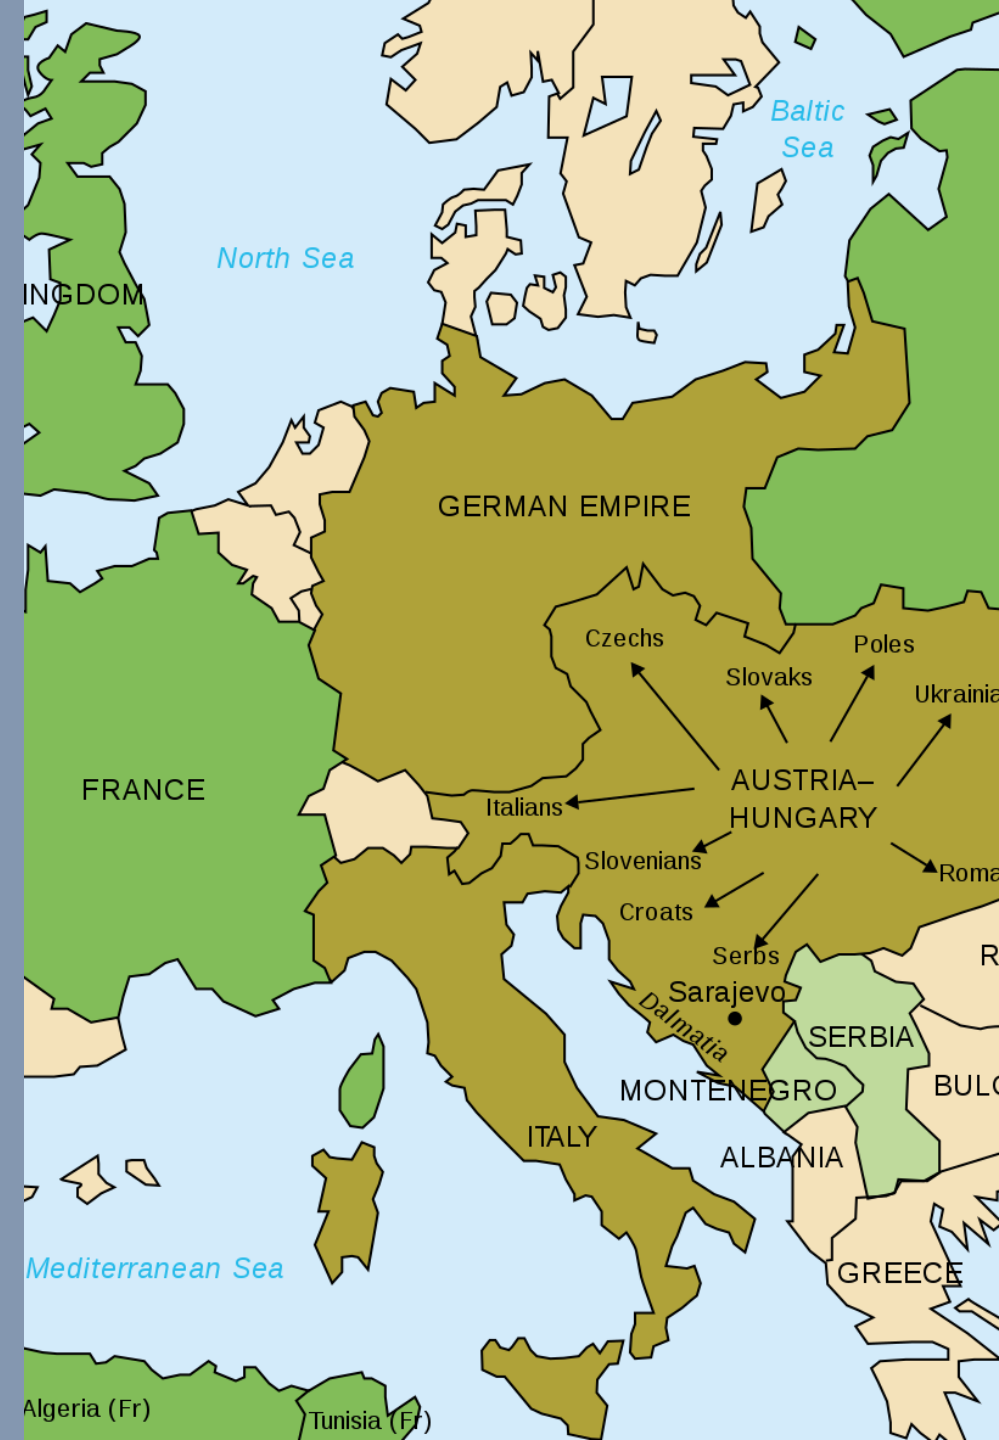 Baltic
Sea
North Sea
INGDOM
GERMAN EMPIRE
Czechs
Poles
Slovaks
Ukrainia
FRANCE
AUSTRIA–
HUNGARY
Italians
Slovenians
Roma
Croats
Serbs
R
Sarajevo
Dalmatia
SERBIA
MONTENEGRO
BULG
ITALY
ALBANIA
Mediterranean Sea
GREECE
Algeria (Fr)
Tunisia (Fr)